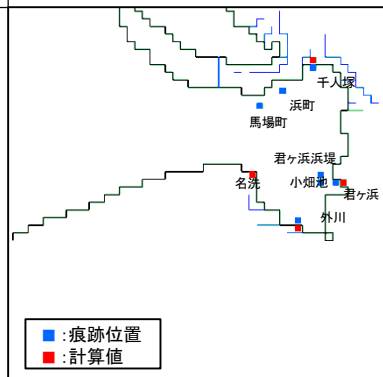 千人塚
浜町
馬場町
君ヶ浜浜堤
名洗
小畑池
君ヶ浜
外川
■:痕跡位置
■:計算値